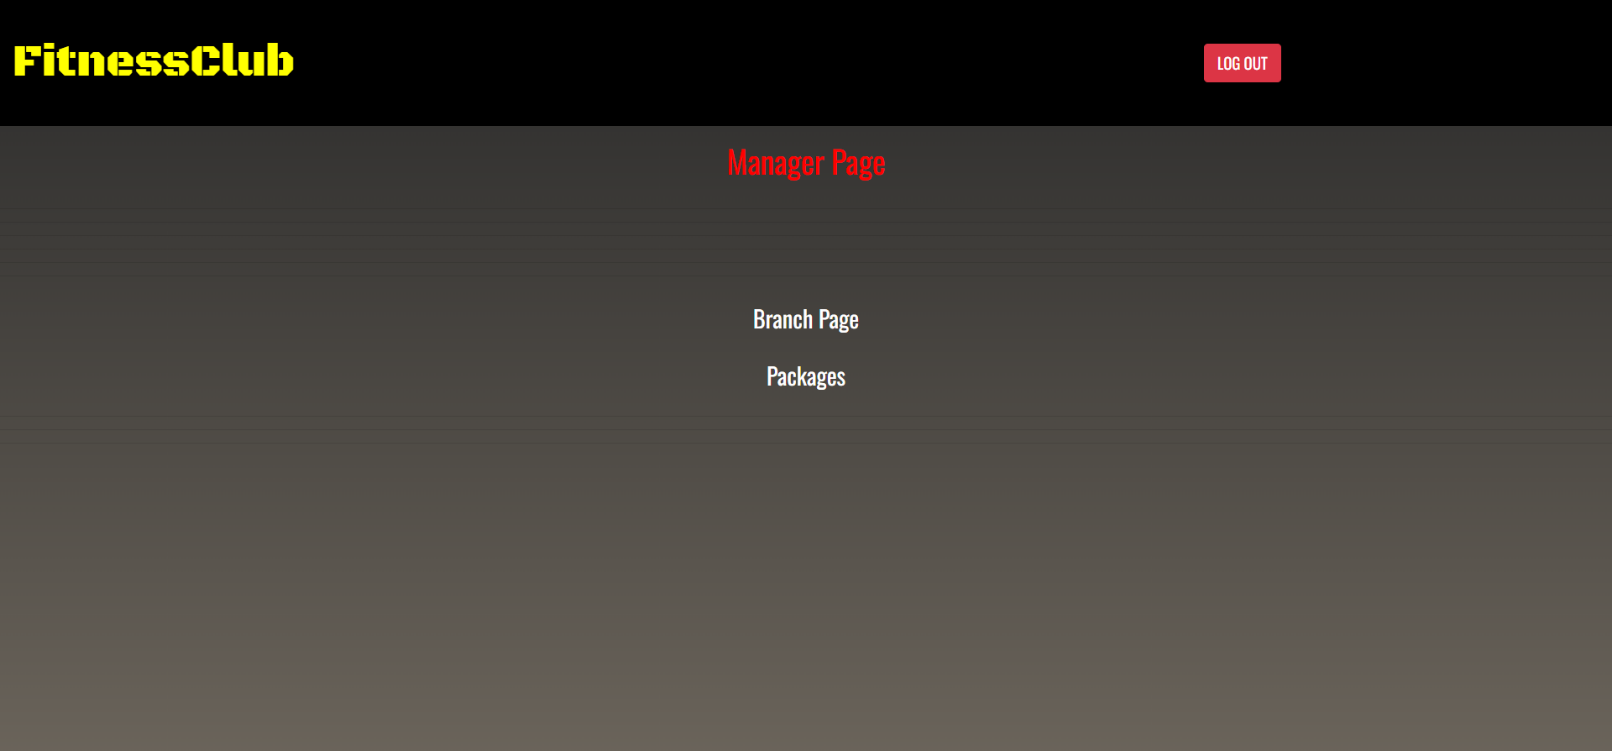 FitnessClub
LOG OUT
Manager Page
Branch Page
Packages